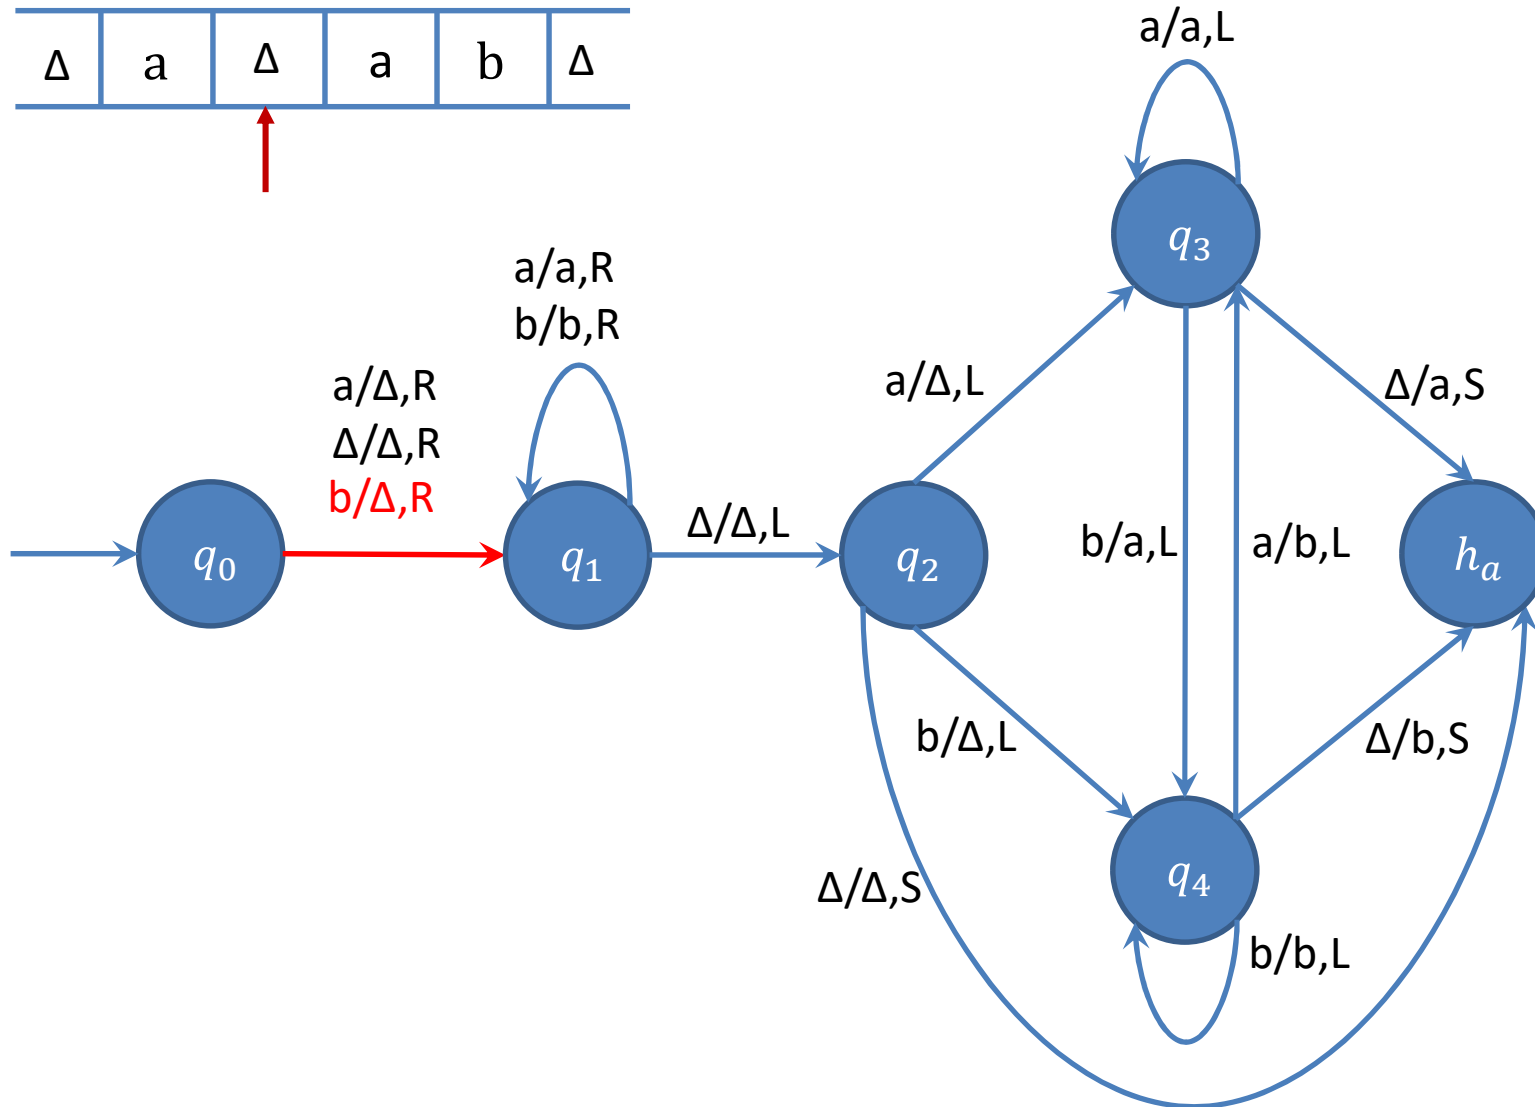 Δ a Δ a b Δ
a/a,L
q₃
a/a,R
b/b,R
a/Δ,R
Δ/Δ,R
b/Δ,R
a/Δ,L
Δ/a,S
q₀
q₁
Δ/Δ,L
q₂
b/a,L
a/b,L
hₐ
b/Δ,L
Δ/b,S
Δ/Δ,S
q₄
b/b,L